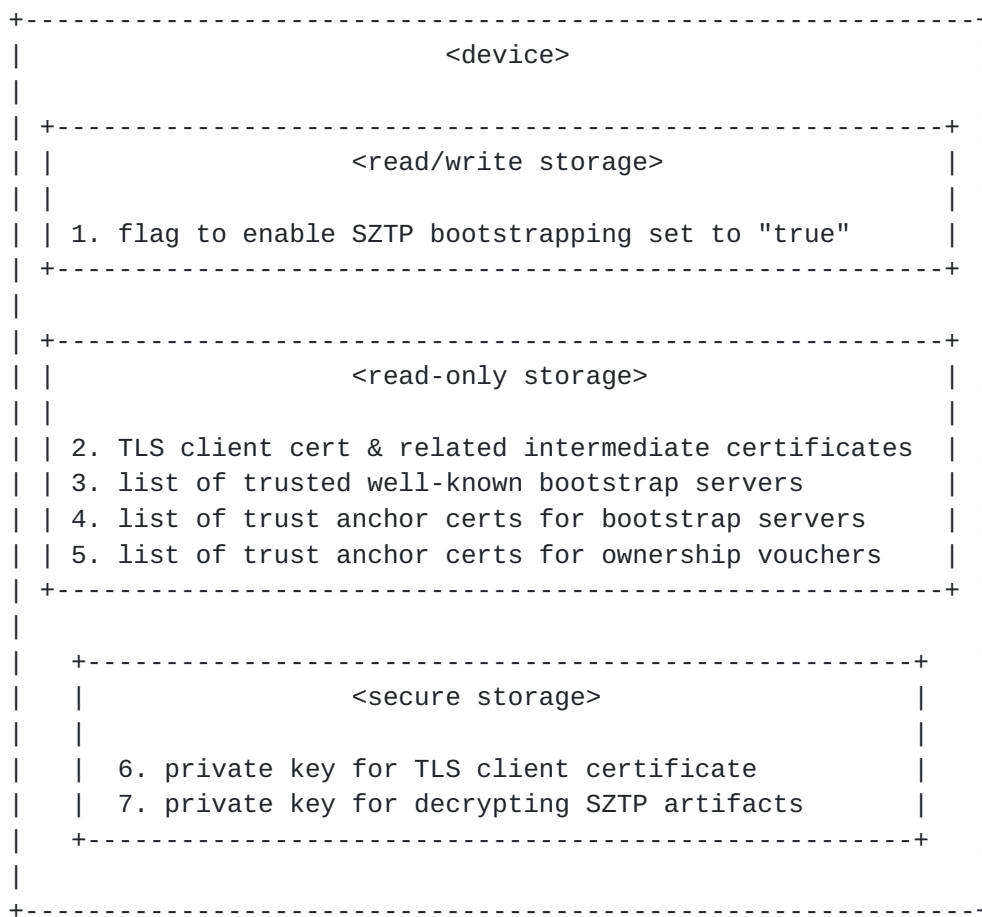 <device>
<read/write storage>
1. flag to enable SZTP bootstrapping set to "true"
<read-only storage>
2. TLS client cert & related intermediate certificates
3. list of trusted well-known bootstrap servers
4. list of trust anchor certs for bootstrap servers
5. list of trust anchor certs for ownership vouchers
<secure storage>
6. private key for TLS client certificate
7. private key for decrypting SZTP artifacts